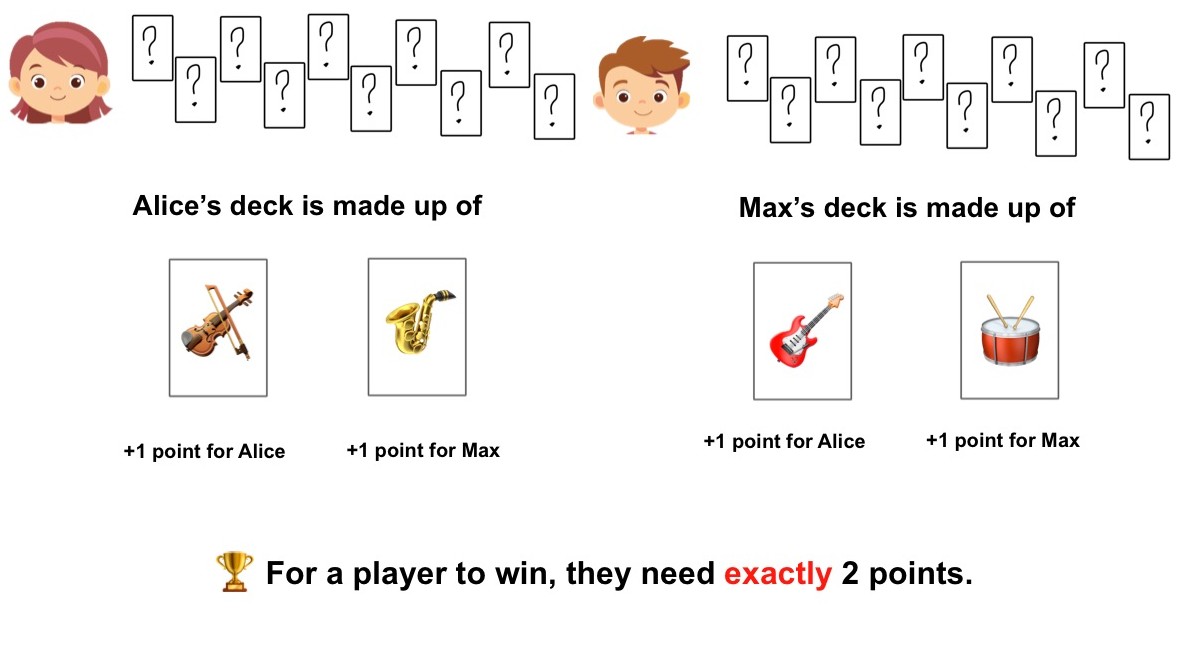 ? ? ? ? ? ? ? ? ? ?
? ? ? ? ? ? ? ? ? ?
Alice’s deck is made up of
+1 point for Alice
+1 point for Max
Max’s deck is made up of
+1 point for Alice
+1 point for Max
For a player to win, they need exactly 2 points.